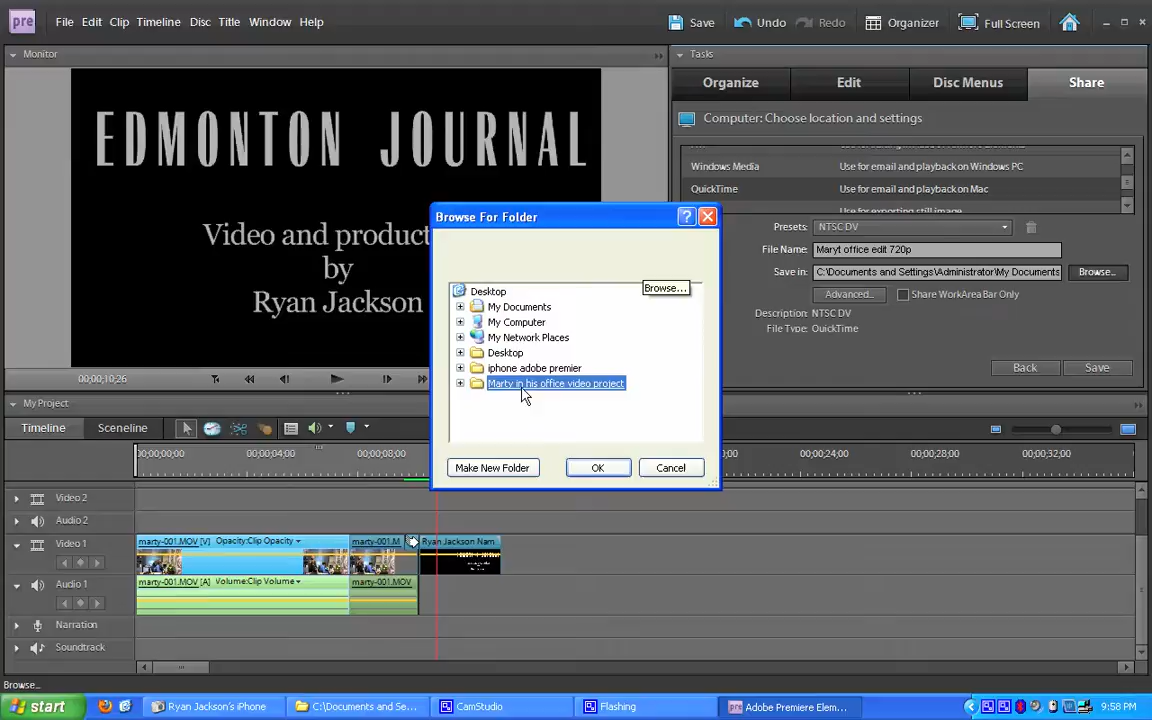 pre File Edit Clip Timeline Disc Title Window Help Save Undo Redo Organizer Full Screen
Monitor
Tasks
Organize Edit Disc Menus Share
EDMONTON JOURNAL
Computer: Choose location and settings
Windows Media Use for email and playback on Windows PC
QuickTime Use for email and playback on Mac
Use for exporting still image
Video and product
by
Ryan Jackson
Browse For Folder
Desktop
Browse...
My Documents
My Computer
My Network Places
Desktop
iphone adobe premier
Marty in his office video project
Make New Folder OK Cancel
Presets: NTSC DV
File Name: Maryt office edit 720p
Save in: C:\Documents and Settings\Administrator\My Documents Browse...
Advanced... Share WorkArea Bar Only
Description: NTSC DV
File Type: QuickTime
Back Save
00;00;10;26
My Project
Timeline Sceneline
00;00;00;00 00;00;04;00 00;00;08;00 00;00;24;00 00;00;28;00 00;00;32;00
Video 2
Audio 2
Video 1 marty-001.MOV [V] Opacity:Clip Opacity marty-001.M Ryan Jackson Nam
Audio 1 marty-001.MOV [A] Volume:Clip Volume marty-001.MOV
Narration
Soundtrack
Browse...
start Ryan Jackson's iPhone C:\Documents and Se... CamStudio Flashing pre Adobe Premiere Elem... 9:58 PM